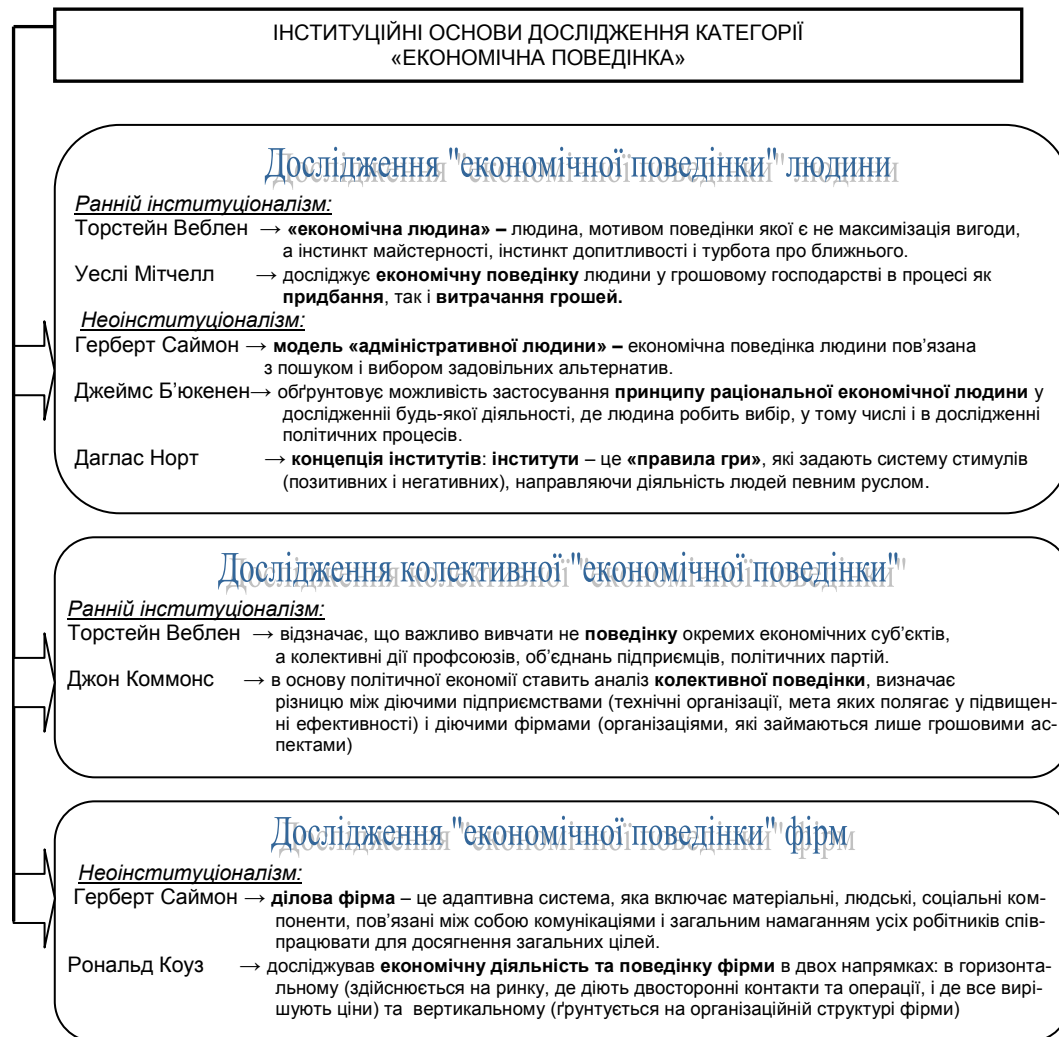 ІНСТИТУЦІЙНІ ОСНОВИ ДОСЛІДЖЕННЯ КАТЕГОРІЇ
«ЕКОНОМІЧНА ПОВЕДІНКА»
Дослідження "економічної поведінки" людини
Ранній інституціоналізм:
Торстейн Веблен → «економічна людина» – людина, мотивом поведінки якої є не максимізація вигоди,
а інстинкт майстерності, інстинкт допитливості і турбота про ближнього.
Уеслі Мітчелл → досліджує економічну поведінку людини у грошовому господарстві в процесі як
придбання, так і витрачання грошей.
Неоінституціоналізм:
Герберт Саймон → модель «адміністративної людини» – економічна поведінка людини пов’язана
з пошуком і вибором задовільних альтернатив.
Джеймс Б’юкенен→ обґрунтовує можливість застосування принципу раціональної економічної людини у
дослідженніі будь-якої діяльності, де людина робить вибір, у тому числі і в дослідженні
політичних процесів.
Даглас Норт → концепція інститутів: інститути – це «правила гри», які задають систему стимулів
(позитивних і негативних), направляючи діяльність людей певним руслом.
Дослідження колективної "економічної поведінки"
Ранній інституціоналізм:
Торстейн Веблен → відзначає, що важливо вивчати не поведінку окремих економічних суб’єктів,
а колективні дії профсоюзів, об’єднань підприємців, політичних партій.
Джон Коммонс → в основу політичної економії ставить аналіз колективної поведінки, визначає
різницю між діючими підприємствами (технічні організації, мета яких полягає у підвищен-
ні ефективності) і діючими фірмами (організаціями, які займаються лише грошовими ас-
пектами)
Дослідження "економічної поведінки" фірм
Неоінституціоналізм:
Герберт Саймон → ділова фірма – це адаптивна система, яка включає матеріальні, людські, соціальні ком-
поненти, пов’язані між собою комунікаціями і загальним намаганням усіх робітників спів-
працювати для досягнення загальних цілей.
Рональд Коуз → досліджував економічну діяльність та поведінку фірми в двох напрямках: в горизонта-
льному (здійснюється на ринку, де діють двосторонні контакти та операції, і де все вирі-
шують ціни) та вертикальному (ґрунтується на організаційній структурі фірми)